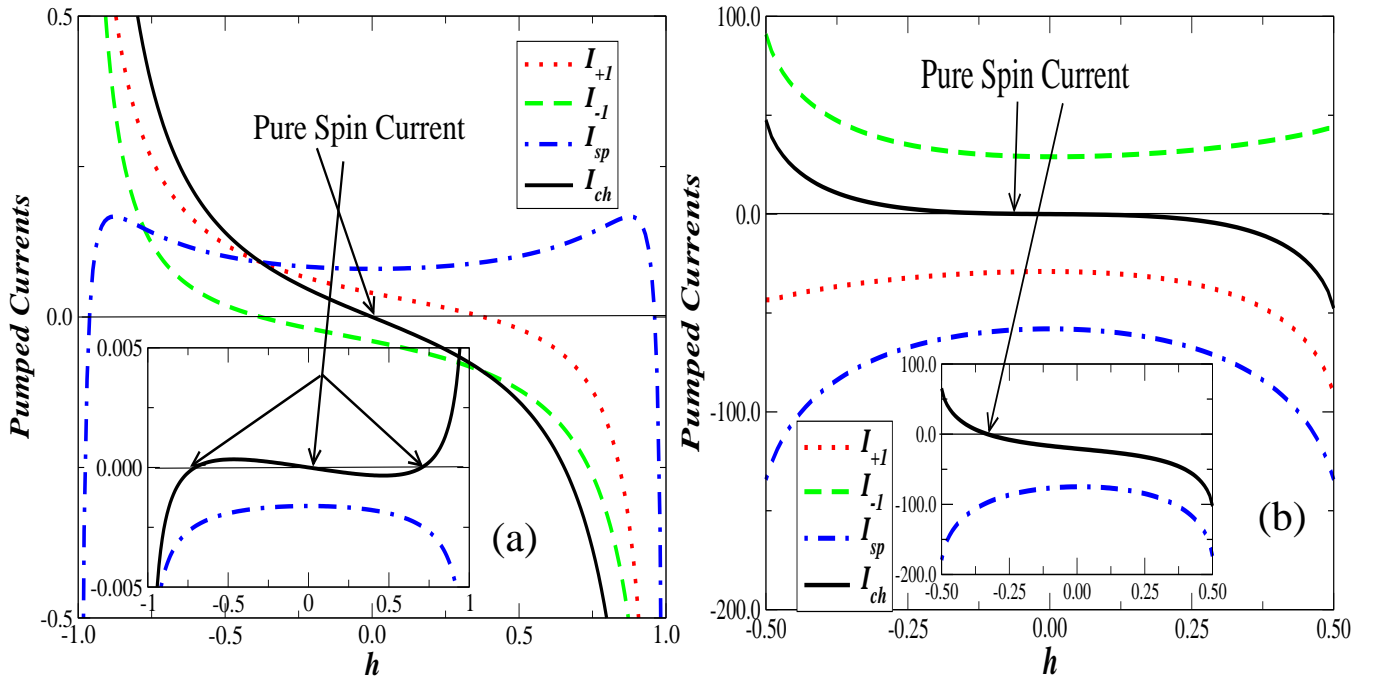 0.5
I+1
I-1
Isp
Ich
Pure Spin Current
Pumped Currents
0.0
0.005
0.000
-0.005
-1
-0.5
0
0.5
1
(a)
-0.5
-1.0
-0.5
0.0
0.5
1.0
h
100.0
Pure Spin Current
Pumped Currents
0.0
-100.0
-200.0
I+1
I-1
Isp
Ich
100.0
0.0
-100.0
-200.0
-0.50
-0.25
0.00
0.25
0.50
(b)
-0.50
-0.25
0.00
0.25
0.50
h